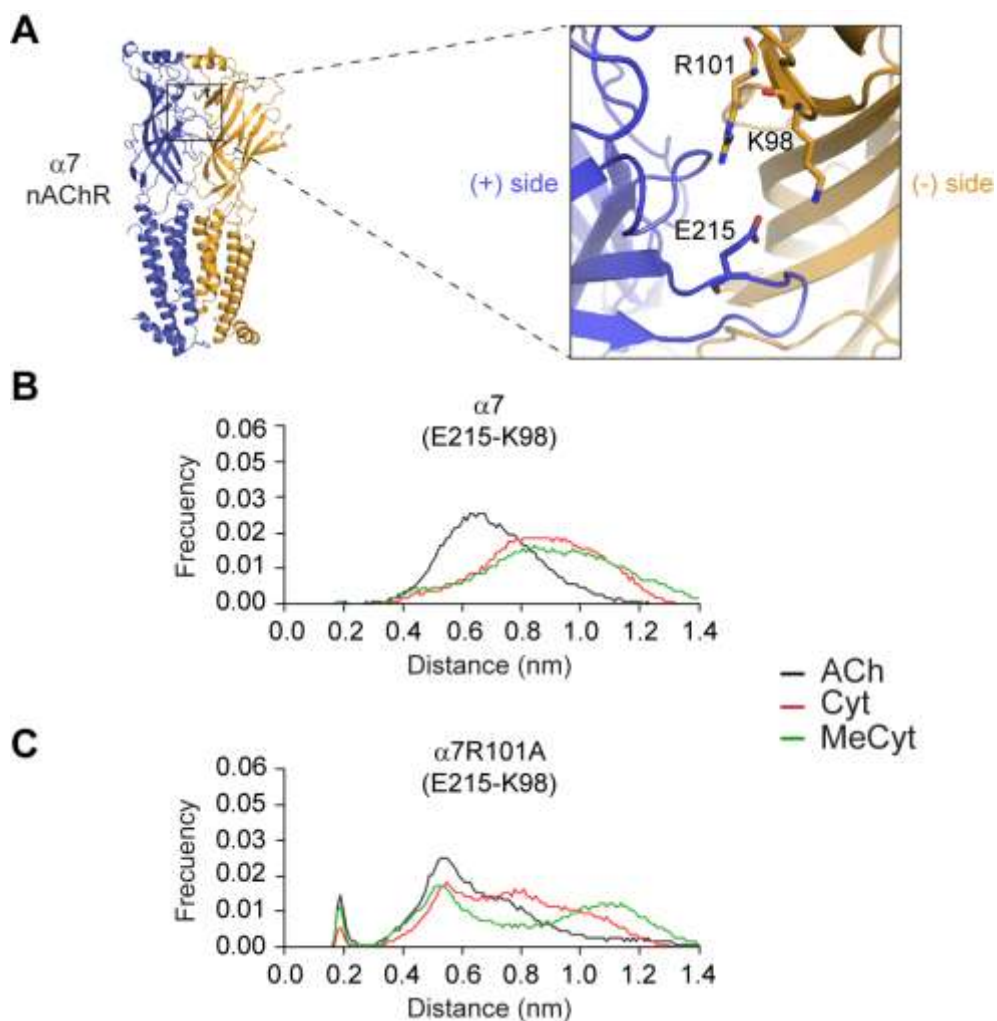 A
α7
nAChR
R101
K98
(+) side
(-) side
E215
B
α7
(E215-K98)
0.06
0.05
0.03
0.02
0.01
0.00
Frecuency
0.0 0.2 0.4 0.6 0.8 1.0 1.2 1.4
Distance (nm)
ACh
Cyt
MeCyt
C
α7R101A
(E215-K98)
0.06
0.05
0.03
0.02
0.01
0.00
Frecuency
0.0 0.2 0.4 0.6 0.8 1.0 1.2 1.4
Distance (nm)